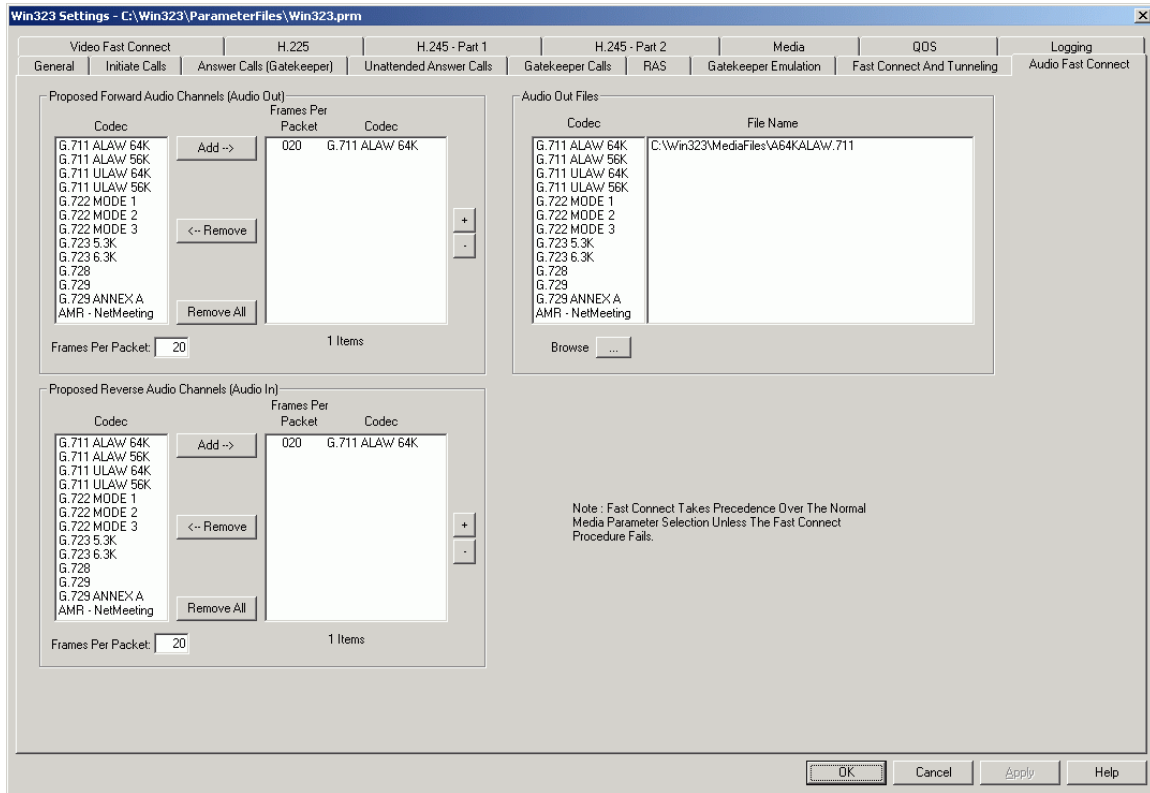 Win323 Settings - C:\Win323\ParameterFiles\Win323.prm
Video Fast Connect H.225 H.245 - Part 1 H.245 - Part 2 Media QOS Logging
General Initiate Calls Answer Calls (Gatekeeper) Unattended Answer Calls Gatekeeper Calls RAS Gatekeeper Emulation Fast Connect And Tunneling Audio Fast Connect
Proposed Forward Audio Channels (Audio Out)
Codec
Frames Per
Packet Codec
G.711 ALAW 64K
G.711 ALAW 56K
G.711 ULAW 64K
G.711 ULAW 56K
G.722 MODE 1
G.722 MODE 2
G.722 MODE 3
G.723 5.3K
G.723 6.3K
G.728
G.729
G.729 ANNEX A
AMR - NetMeeting
Add -->
<-- Remove
Remove All
020 G.711 ALAW 64K
+
-
Frames Per Packet: 20
1 Items
Audio Out Files
Codec File Name
G.711 ALAW 64K
G.711 ALAW 56K
G.711 ULAW 64K
G.711 ULAW 56K
G.722 MODE 1
G.722 MODE 2
G.722 MODE 3
G.723 5.3K
G.723 6.3K
G.728
G.729
G.729 ANNEX A
AMR - NetMeeting
C:\Win323\MediaFiles\A64KALAW.711
Browse ...
Proposed Reverse Audio Channels (Audio In)
Codec
Frames Per
Packet Codec
G.711 ALAW 64K
G.711 ALAW 56K
G.711 ULAW 64K
G.711 ULAW 56K
G.722 MODE 1
G.722 MODE 2
G.722 MODE 3
G.723 5.3K
G.723 6.3K
G.728
G.729
G.729 ANNEX A
AMR - NetMeeting
Add -->
<-- Remove
Remove All
020 G.711 ALAW 64K
+
-
Frames Per Packet: 20
1 Items
Note : Fast Connect Takes Precedence Over The Normal
Media Parameter Selection Unless The Fast Connect
Procedure Fails.
OK Cancel Apply Help